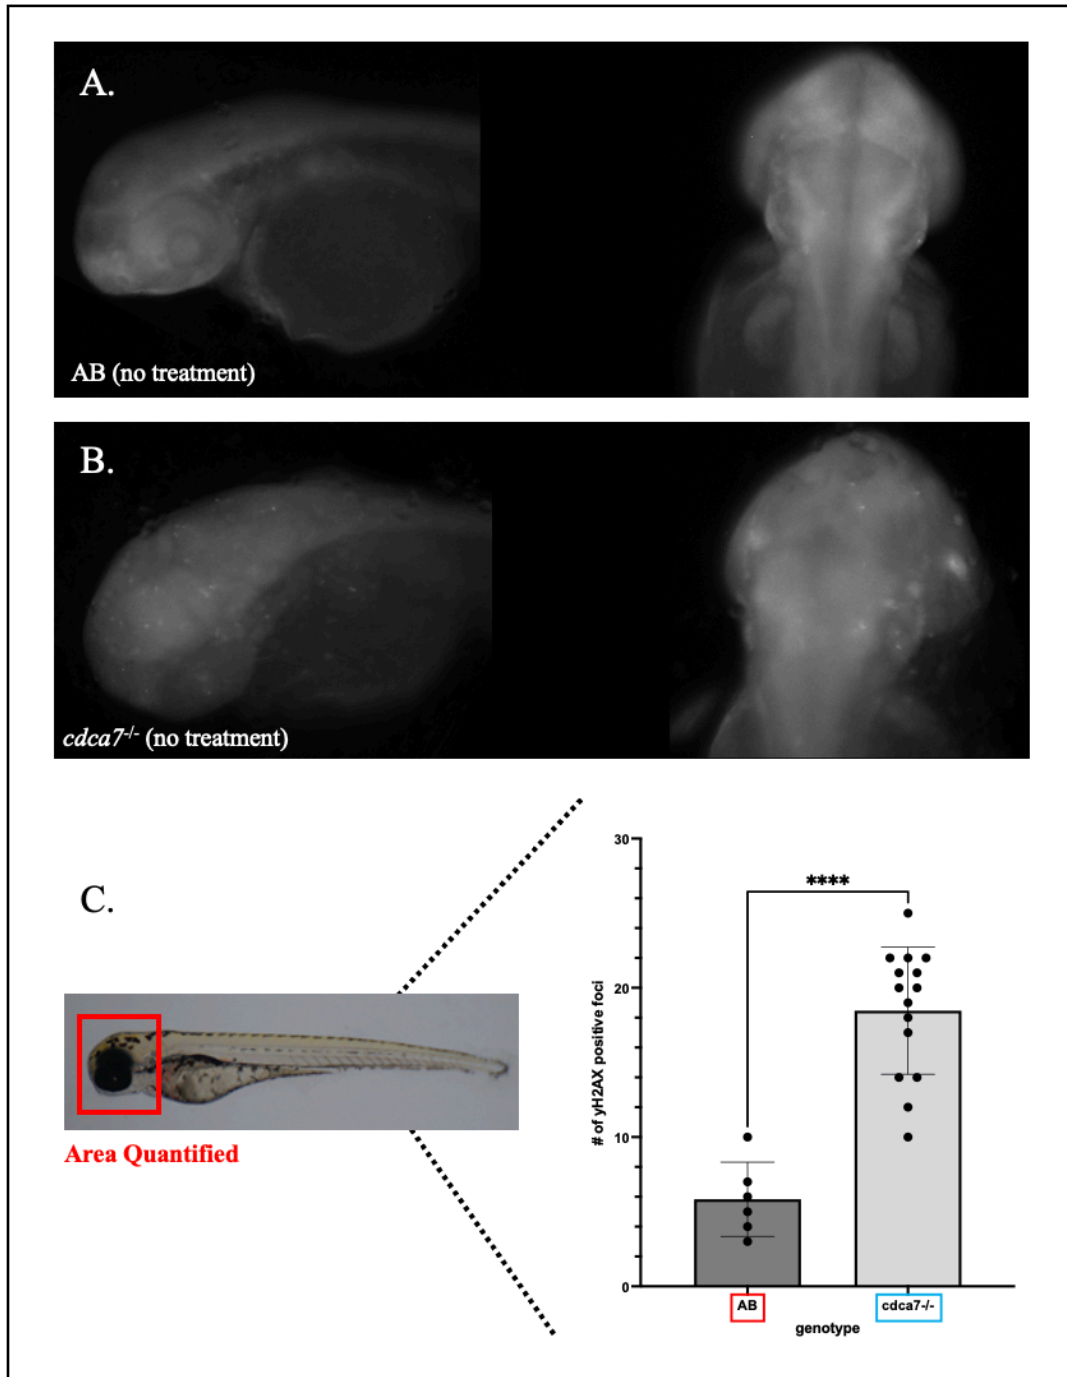 A.
AB (no treatment)
B.
cdca7-/- (no treatment)
C.
Area Quantified
30
20
10
0
# of yH2AX positive foci
****
AB
cdca7-/-
genotype